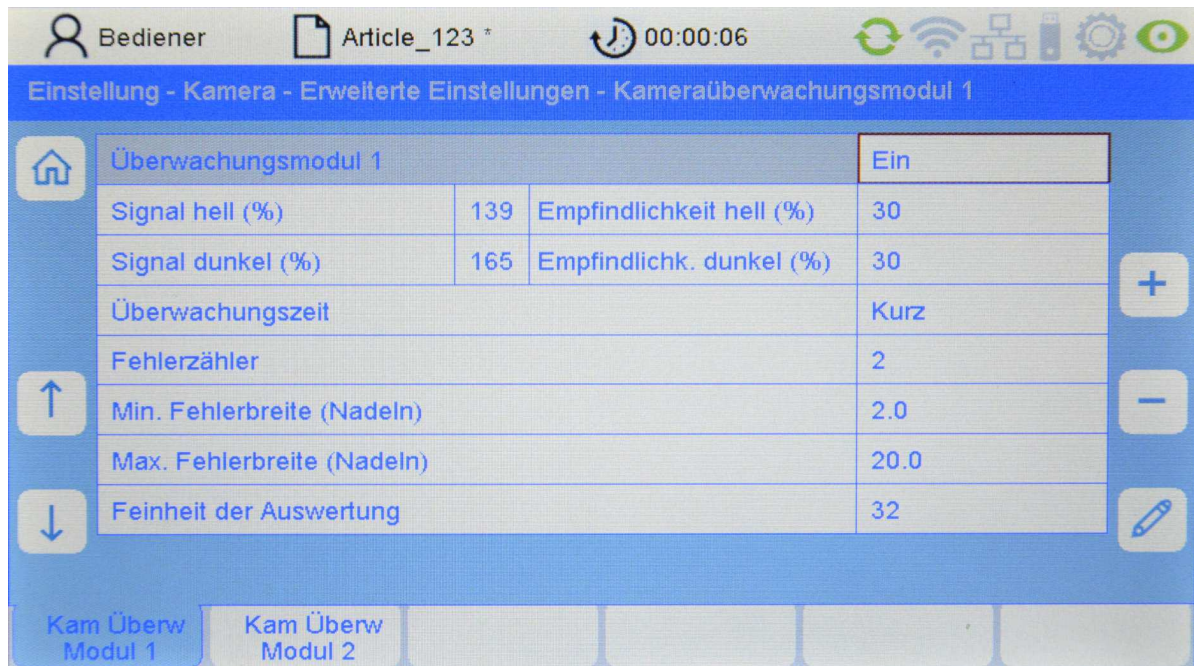 Bediener Article_123 * 00:00:06
Einstellung - Kamera - Erweiterte Einstellungen - Kameraüberwachungsmodul 1
Überwachungsmodul 1 Ein
Signal hell (%) 139 Empfindlichkeit hell (%) 30
Signal dunkel (%) 165 Empfindlichk. dunkel (%) 30
Überwachungszeit Kurz
Fehlerzähler 2
Min. Fehlerbreite (Nadeln) 2.0
Max. Fehlerbreite (Nadeln) 20.0
Feinheit der Auswertung 32
Kam Überw Modul 1
Kam Überw Modul 2